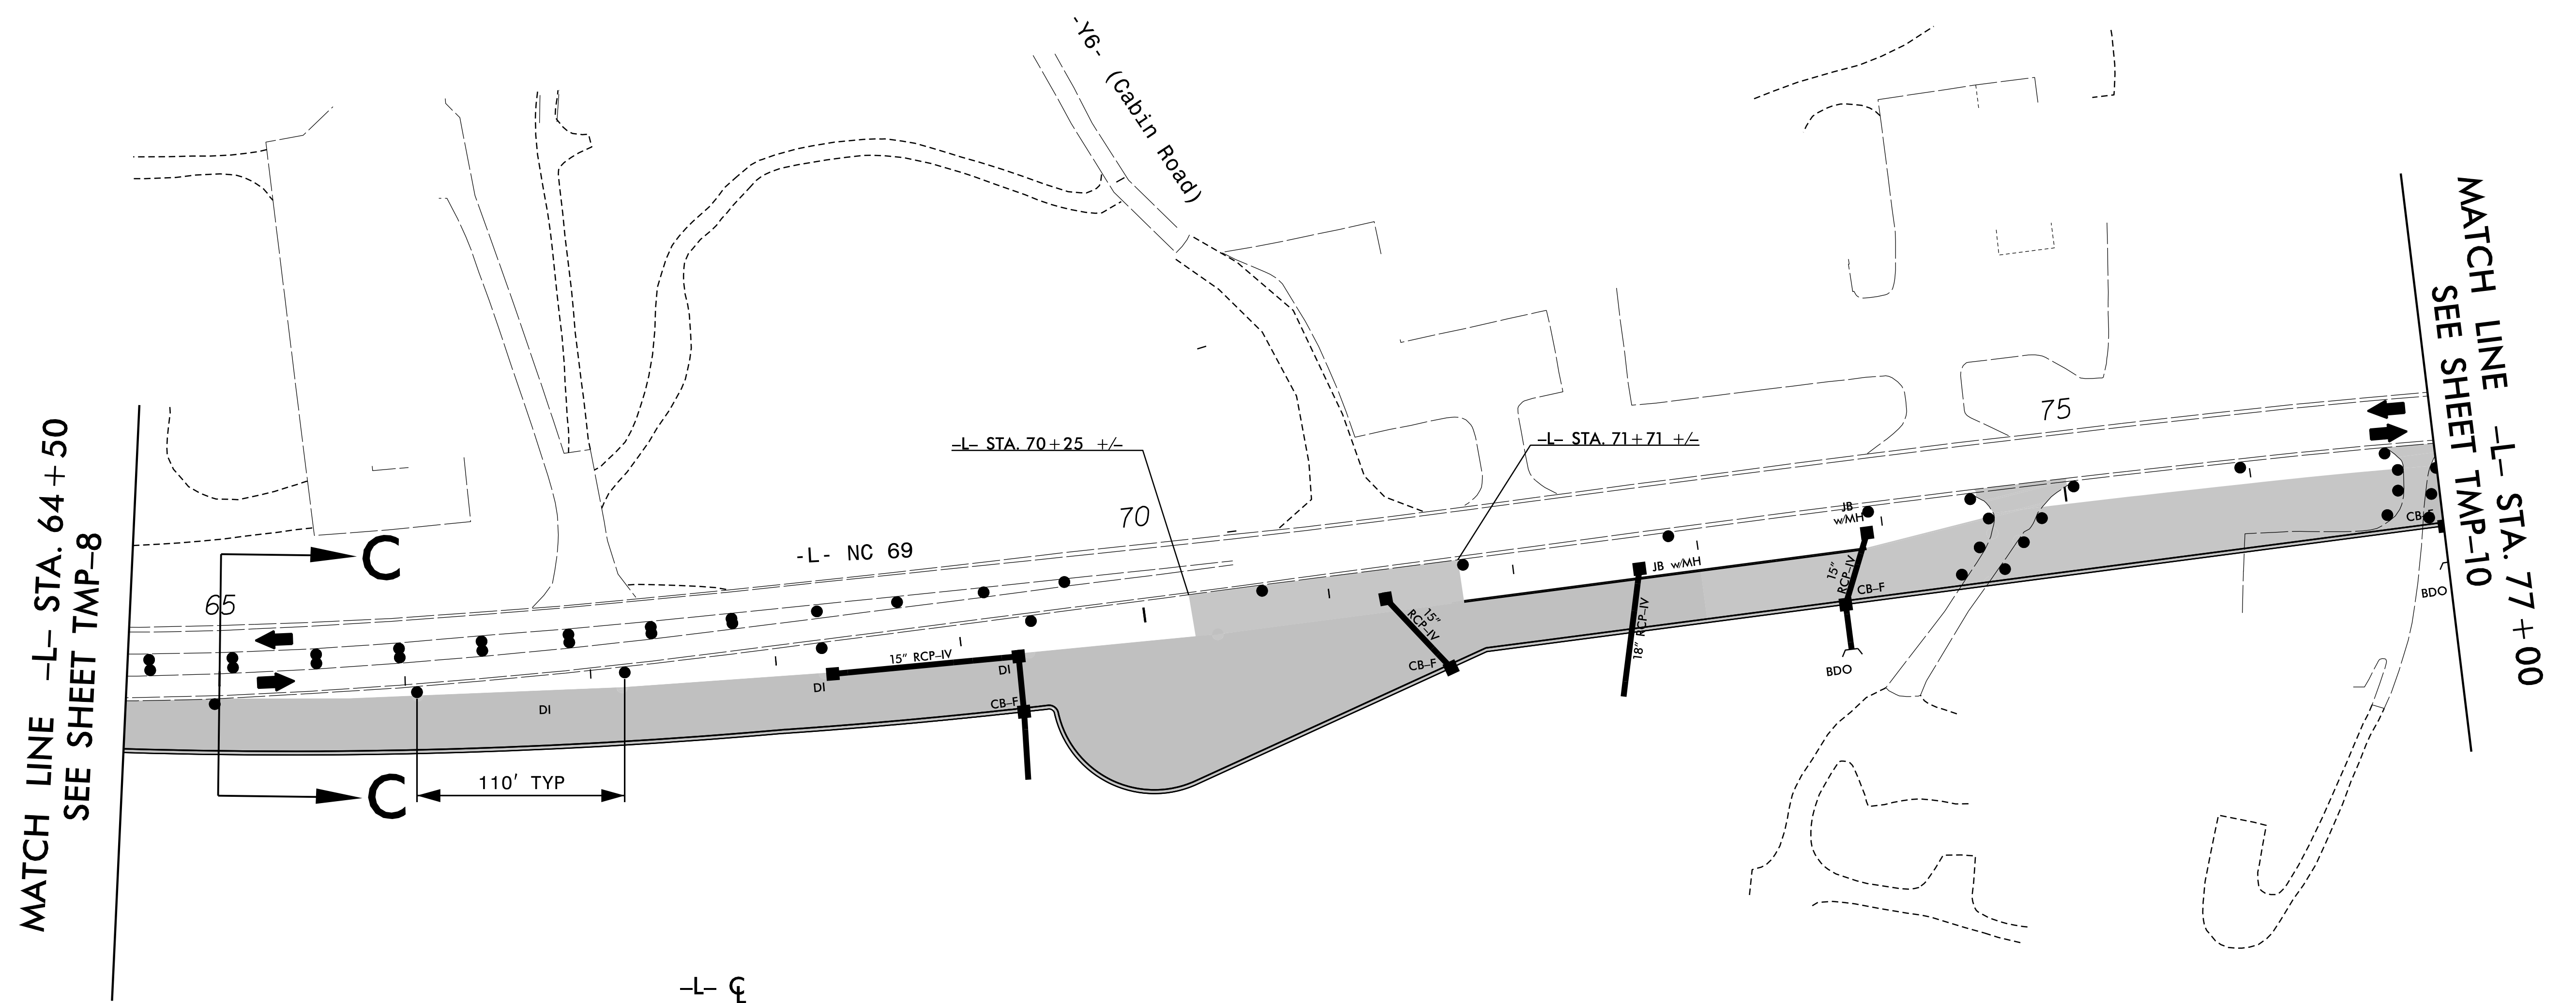 -Y6- (Cabin Road)
MATCH LINE –L– STA. 64+50
SEE SHEET TMP–8
MATCH LINE –L– STA. 77+00
SEE SHEET TMP–10
65
C
C
110' TYP
-L- NC 69
70
75
–L– STA. 70+25 +/–
–L– STA. 71+71 +/–
DI
DI
15" RCP–IV
DI
CB–F
15"
RCP–IV
CB–F
JB w/MH
18" RCP–IV
JB
w/MH
15"
RCP–IV
CB–F
BDO
CB–F
BDO
–L– ℄